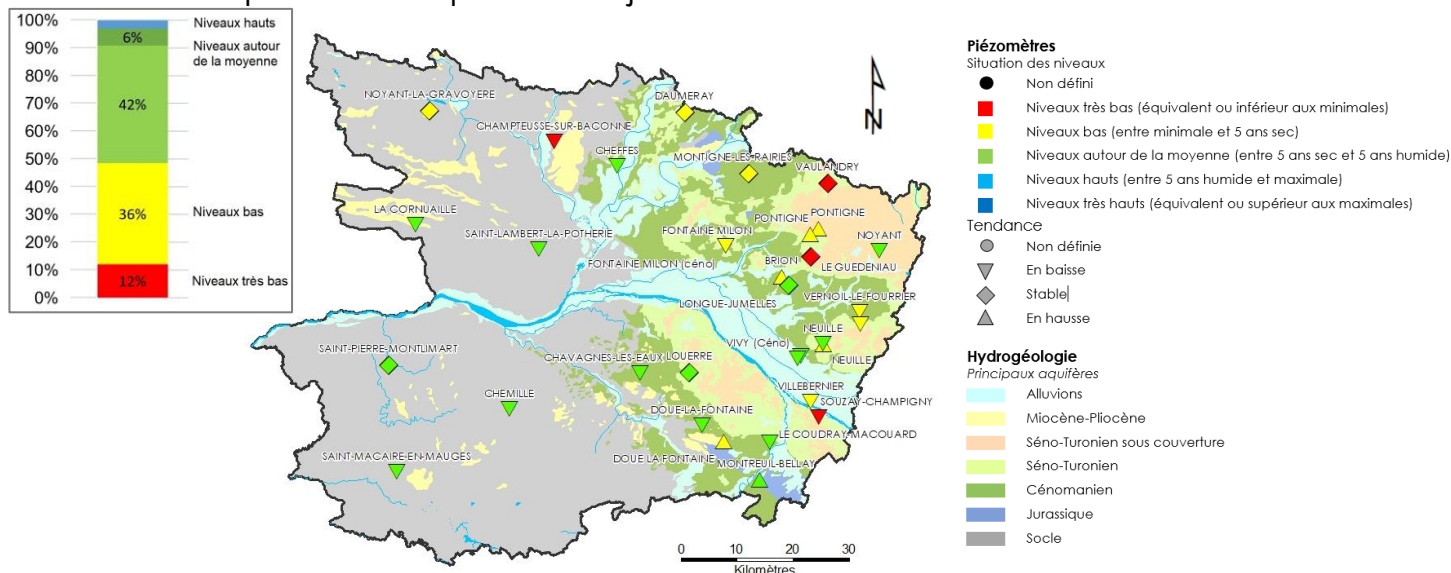 100%
90%
80%
70%
60%
50%
40%
30%
20%
10%
0%
6%
42%
36%
12%
Niveaux hauts
Niveaux autour
de la moyenne
Niveaux bas
Niveaux très bas
NOYANT-LA-GRAVOYERE
DAUMERAY
CHAMPTEUSSE-SUR-BACONNE
CHEFFES
MONTIGNE-LES-RAIRIES
VAULANDRY
LA CORNUAILLE
SAINT-LAMBERT-LA-POTHERIE
FONTAINE MILON
PONTIGNE
PONTIGNE
NOYANT
FONTAINE MILON (céno)
BRION
LE GUEDENIAU
LONGUE-JUMELLES
VERNOIL-LE-FOURRIER
NEUILLE
VIVY (Céno)
NEUILLE
SAINT-PIERRE-MONTLIMART
CHAVAGNES-LES-EAUX
LOUERRE
CHEMILLE
VILLEBERNIER
SOUZAY-CHAMPIGNY
DOUE-LA-FONTAINE
LE COUDRAY-MACOUARD
SAINT-MACAIRE-EN-MAUGES
DOUE LA FONTAINE
MONTREUIL-BELLAY
N
0 10 20 30
Kilomètres
Piézomètres
Situation des niveaux
Non défini
Niveaux très bas (équivalent ou inférieur aux minimales)
Niveaux bas (entre minimale et 5 ans sec)
Niveaux autour de la moyenne (entre 5 ans sec et 5 ans humide)
Niveaux hauts (entre 5 ans humide et maximale)
Niveaux très hauts (équivalent ou supérieur aux maximales)
Tendance
Non définie
En baisse
Stable
En hausse
Hydrogéologie
Principaux aquifères
Alluvions
Miocène-Pliocène
Séno-Turonien sous couverture
Séno-Turonien
Cénomanien
Jurassique
Socle